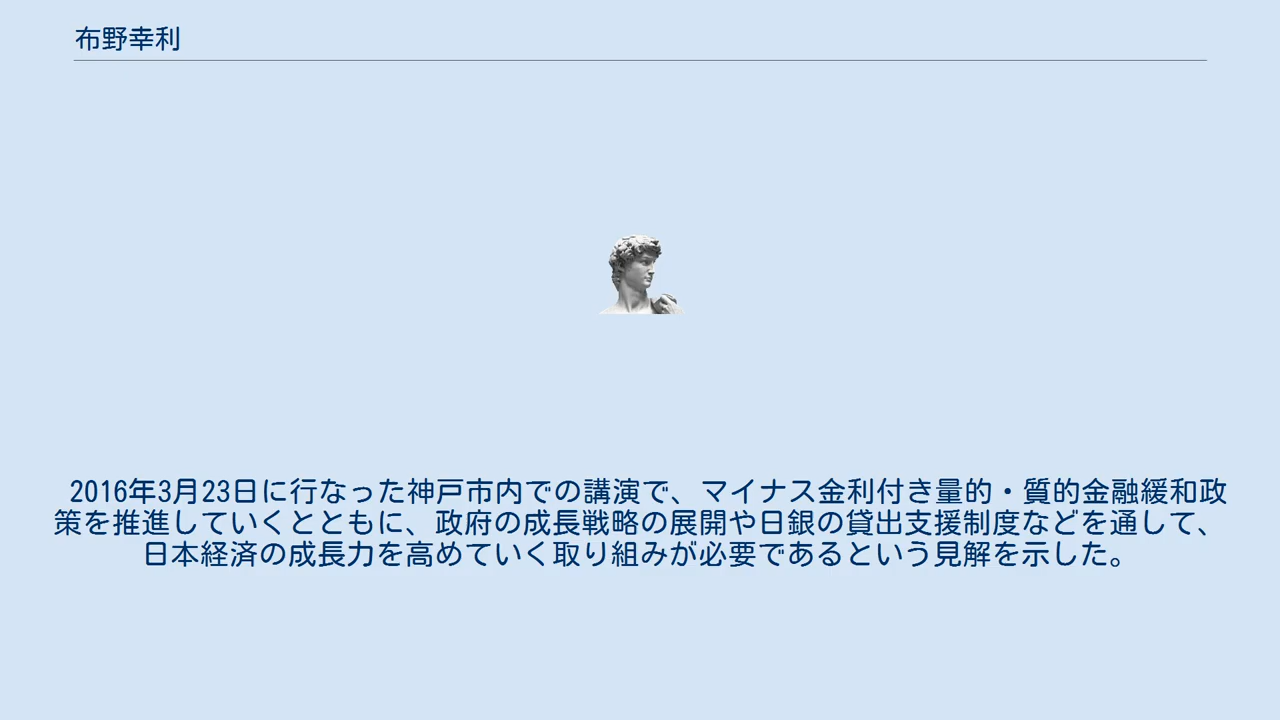 布野幸利
2016年3月23日に行なった神戸市内での講演で、マイナス金利付き量的・質的金融緩和政
策を推進していくとともに、政府の成長戦略の展開や日銀の貸出支援制度などを通して、
日本経済の成長力を高めていく取り組みが必要であるという見解を示した。